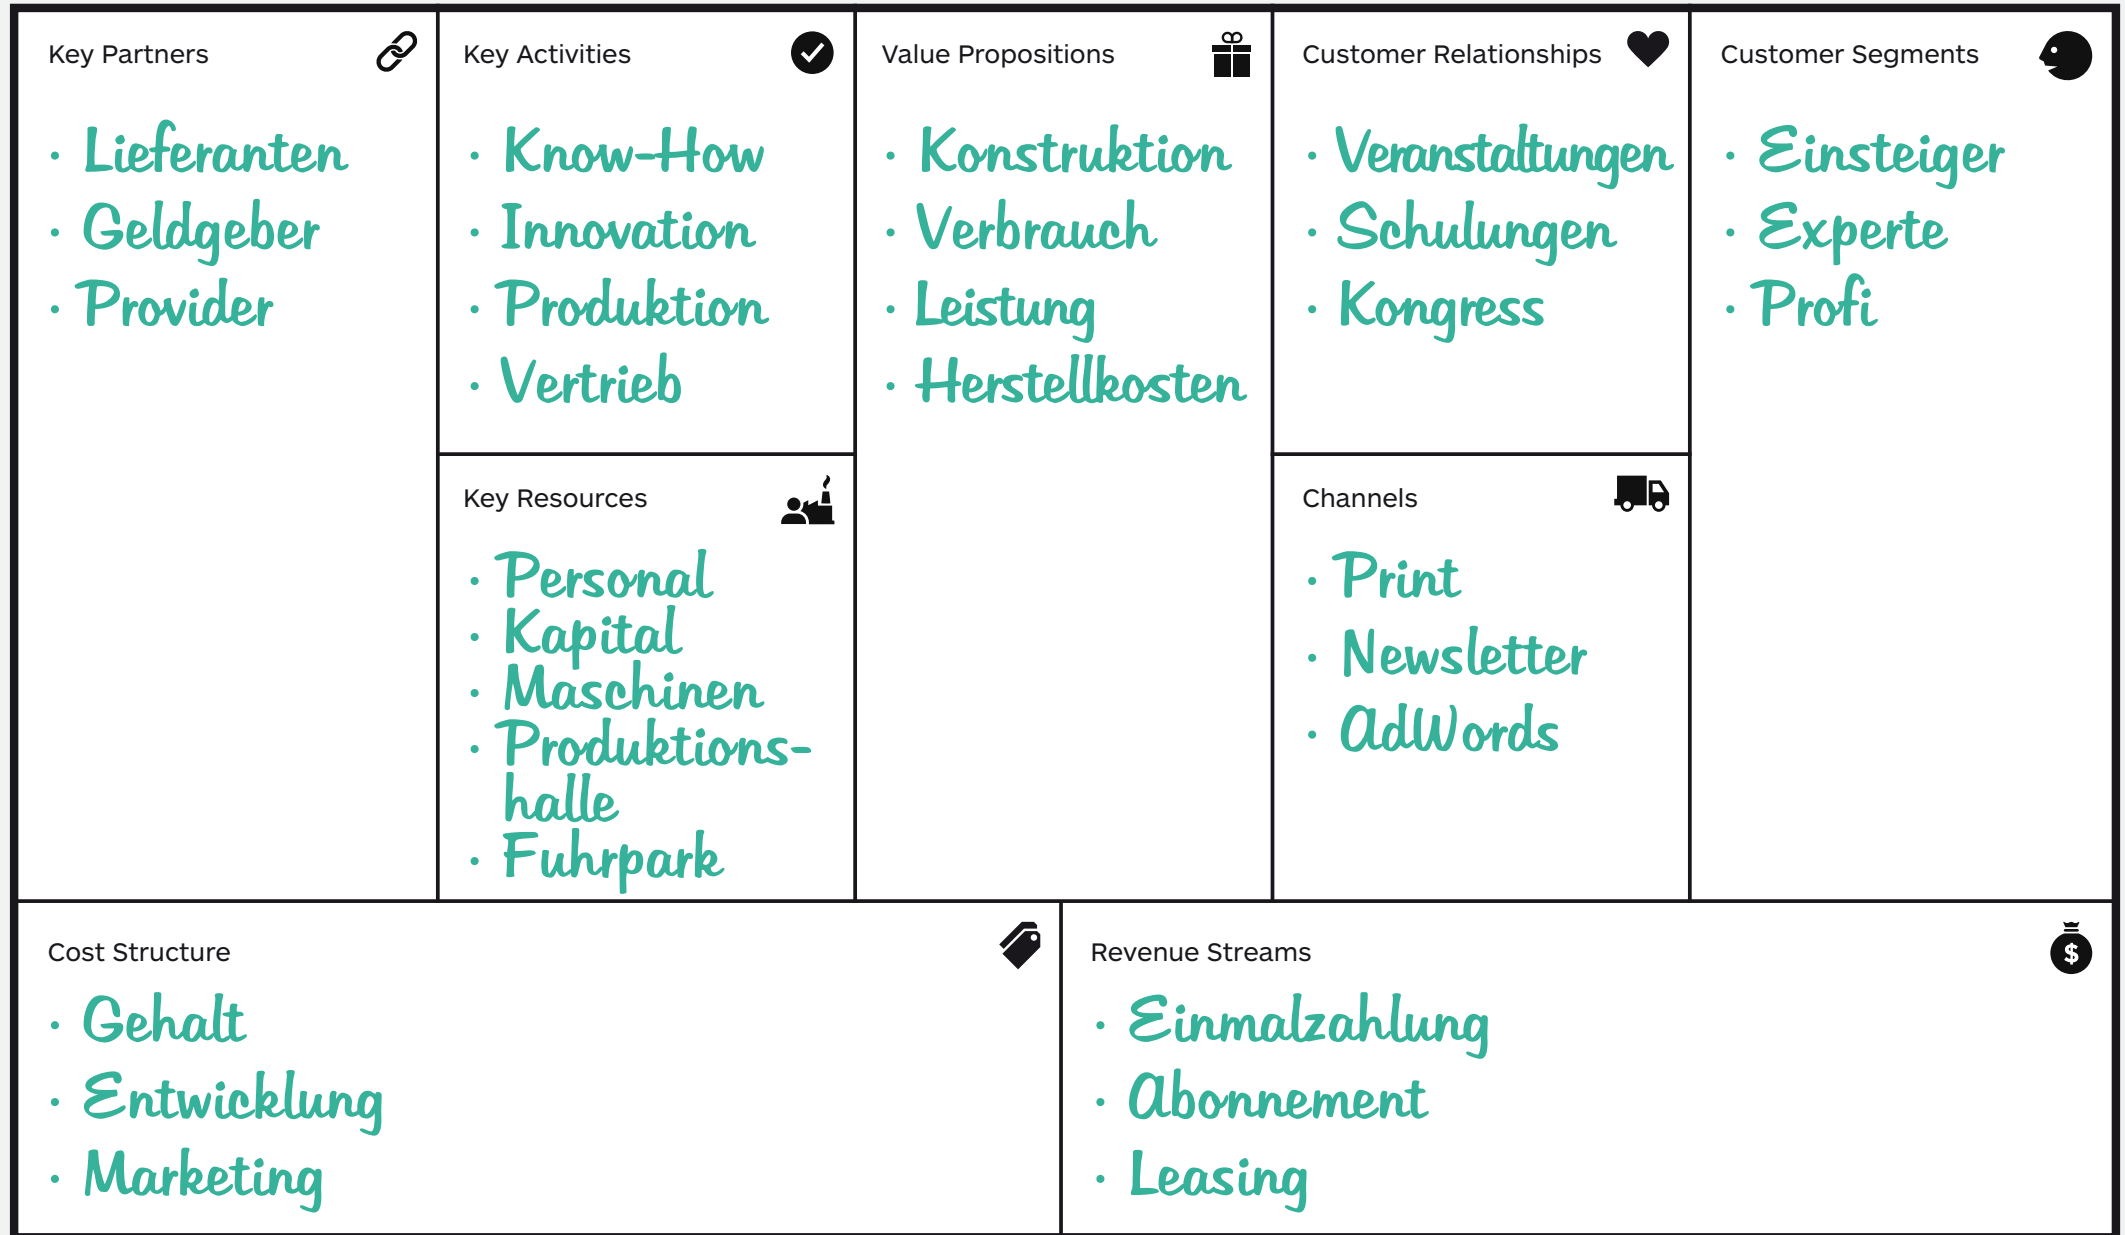 Key Partners
· Lieferanten
· Geldgeber
· Provider
Key Activities
· Know-How
· Innovation
· Produktion
· Vertrieb
Key Resources
· Personal
· Kapital
· Maschinen
· Produktions-
halle
· Fuhrpark
Value Propositions
· Konstruktion
· Verbrauch
· Leistung
· Herstellkosten
Customer Relationships
· Veranstaltungen
· Schulungen
· Kongress
Channels
· Print
· Newsletter
· AdWords
Customer Segments
· Einsteiger
· Experte
· Profi
Cost Structure
· Gehalt
· Entwicklung
· Marketing
Revenue Streams
$
· Einmalzahlung
· Abonnement
· Leasing